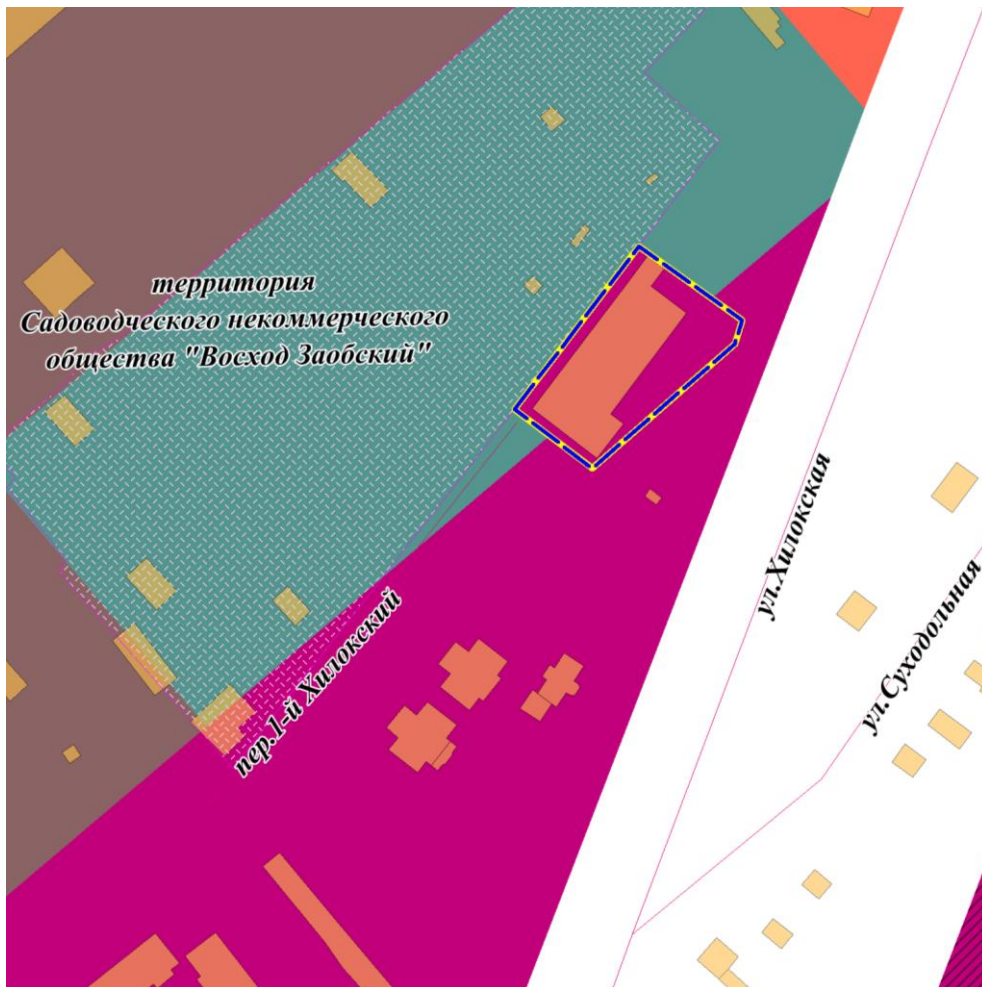 территория
Садоводческого некоммерческого
общества "Восход Заобский"
ул.Хилокская
ул.Суходольная
пер.1-й Хилокский